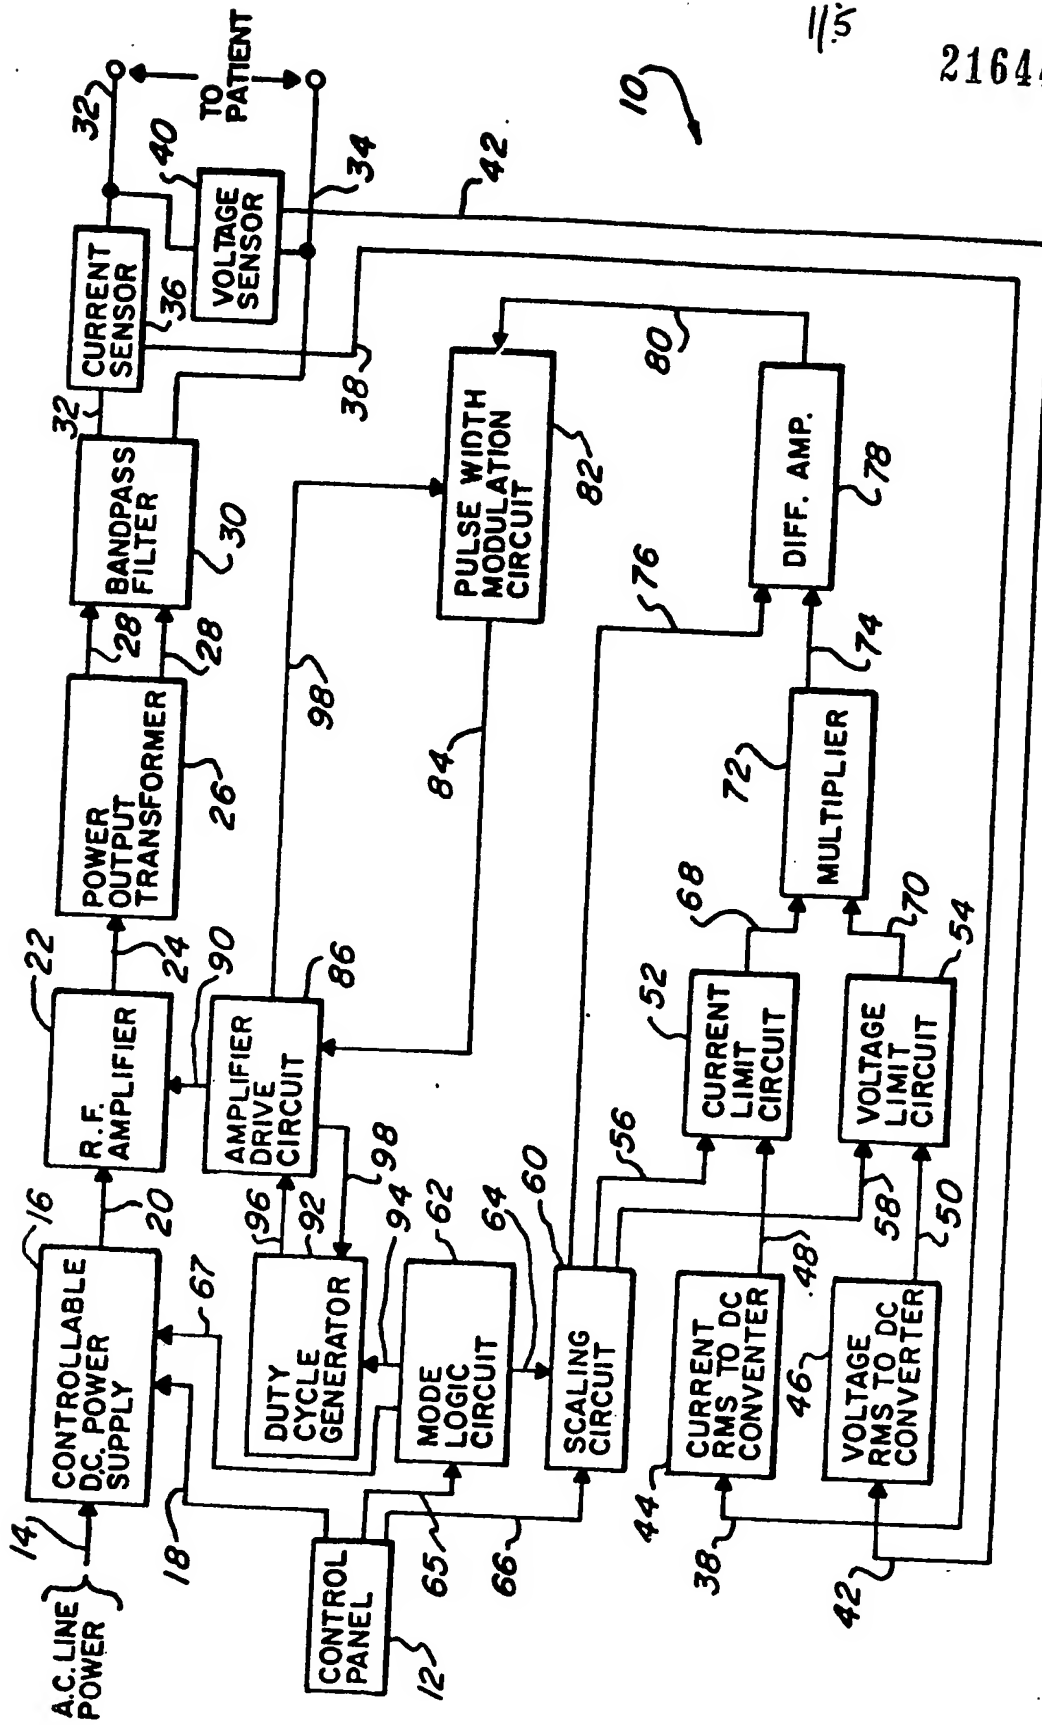 1/5
21644
10
A.C. LINE
POWER
14
CONTROLLABLE
D.C. POWER
SUPPLY
16
18
20
67
R.F.
AMPLIFIER
22
24
90
POWER
OUTPUT
TRANSFORMER
26
28
28
BANDPASS
FILTER
30
32
CURRENT
SENSOR
36
32
38
VOLTAGE
SENSOR
40
TO
PATIENT
34
42
CONTROL
PANEL
12
65
66
DUTY
CYCLE
GENERATOR
92
96
98
94
AMPLIFIER
DRIVE
CIRCUIT
86
98
84
PULSE WIDTH
MODULATION
CIRCUIT
82
80
MODE
LOGIC
CIRCUIT
62
64
SCALING
CIRCUIT
60
56
58
76
CURRENT
RMS TO DC
CONVENTER
44
48
38
VOLTAGE
RMS TO DC
CONVERTER
46
50
42
CURRENT
LIMIT
CIRCUIT
52
68
VOLTAGE
LIMIT
CIRCUIT
54
70
MULTIPLIER
72
74
DIFF. AMP.
78